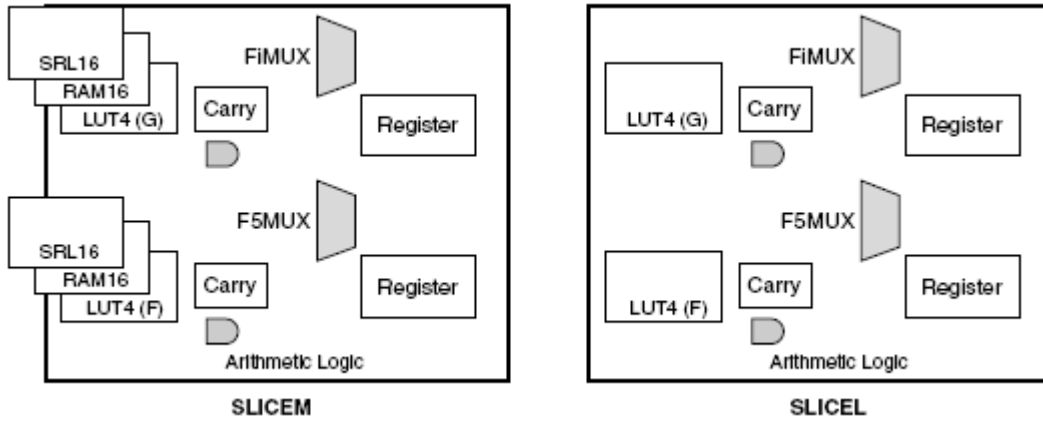 SRL16
RAM16
LUT4 (G)
Carry
FiMUX
Register
SRL16
RAM16
LUT4 (F)
Carry
F5MUX
Register
Arithmetic Logic
SLICEM
LUT4 (G)
Carry
FiMUX
Register
LUT4 (F)
Carry
F5MUX
Register
Arithmetic Logic
SLICEL